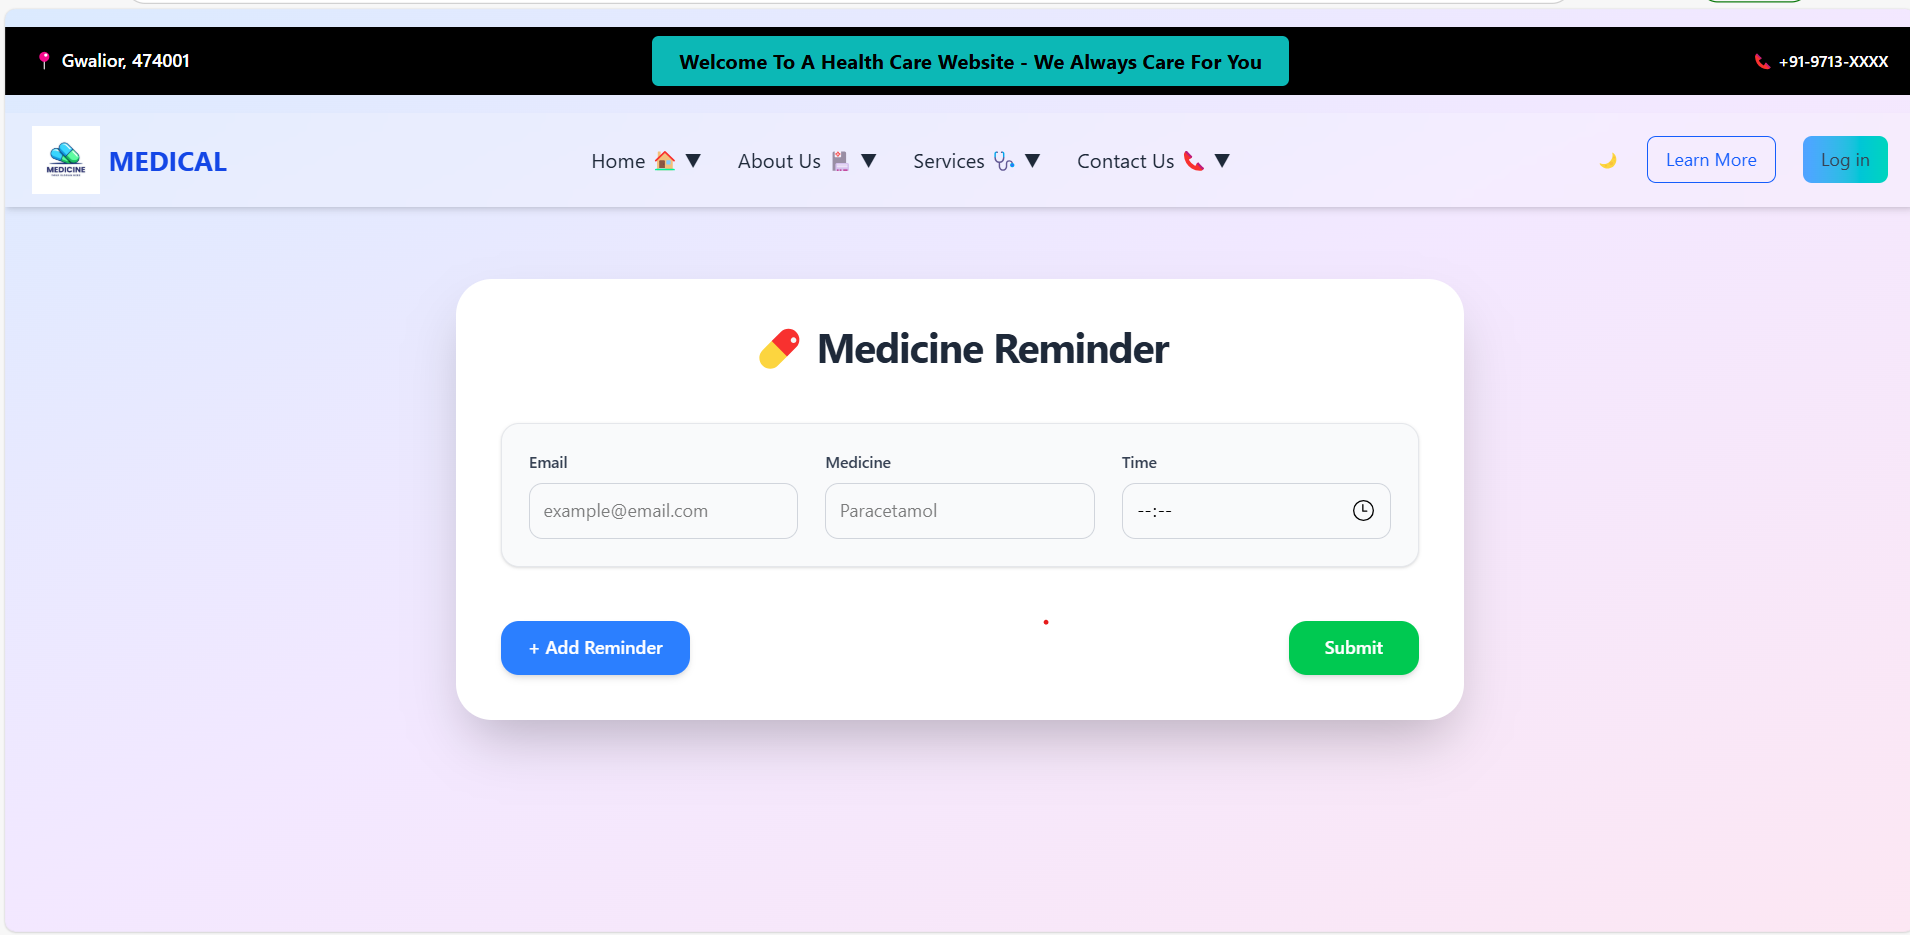 Gwalior, 474001
Welcome To A Health Care Website - We Always Care For You
+91-9713-XXXX
MEDICINE
MEDICAL
Home ▼
About Us ▼
Services ▼
Contact Us ▼
Learn More
Log in
Medicine Reminder
Email
Medicine
Time
example@email.com
Paracetamol
--:--
+ Add Reminder
Submit